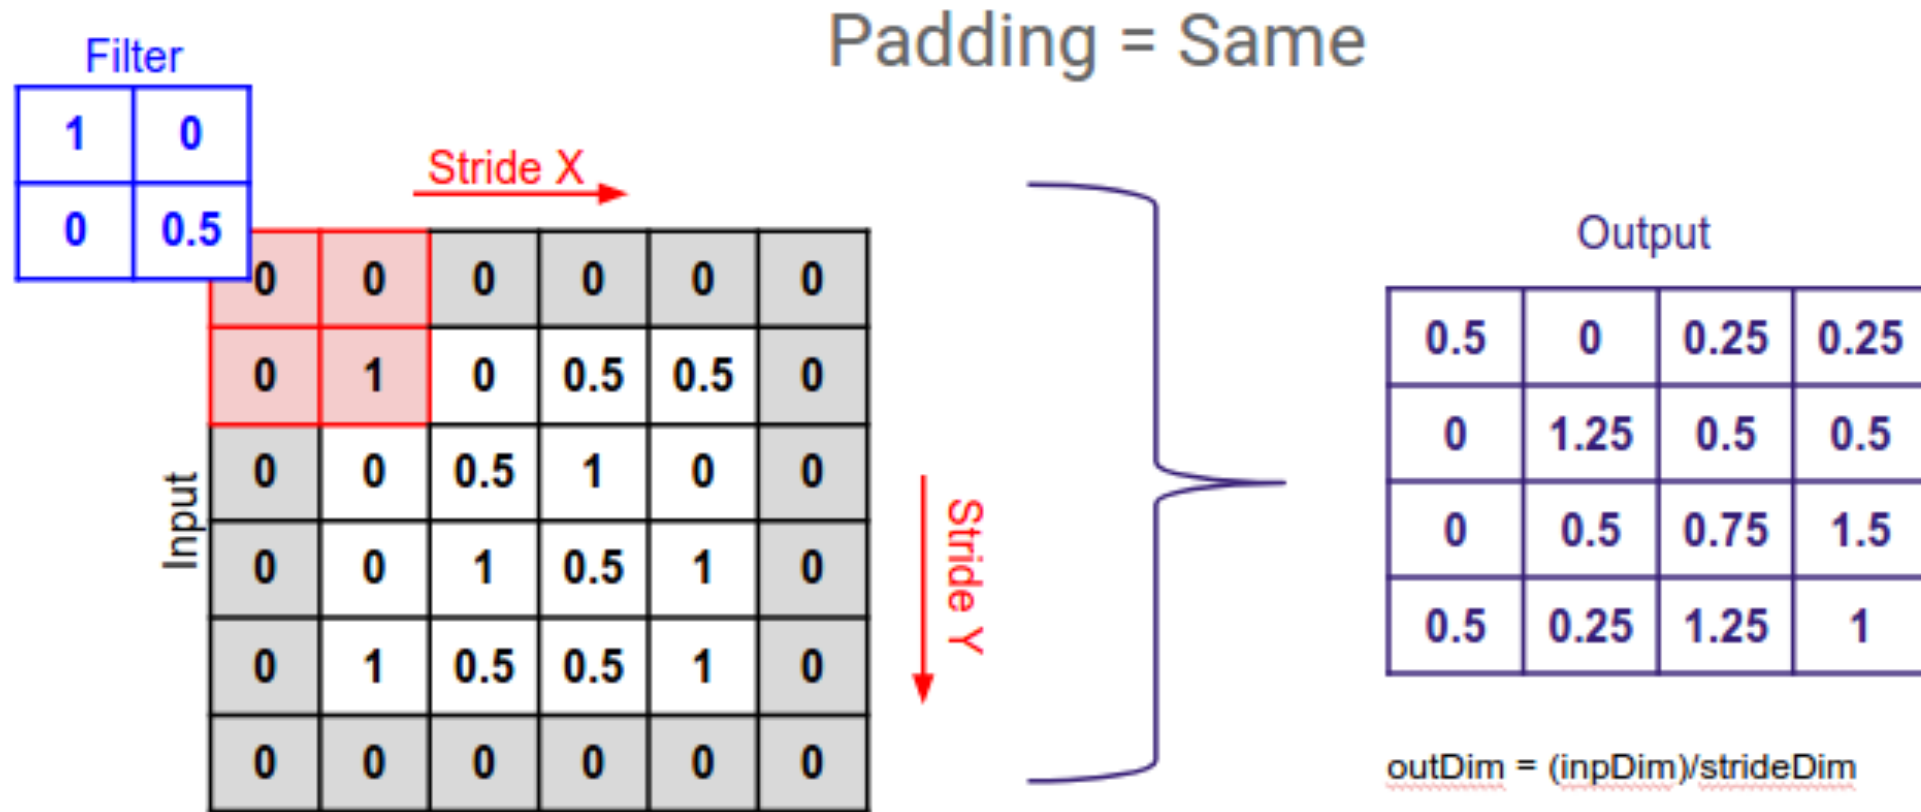 Padding = Same
Filter
1 0
0 0.5
Stride X
Input
0 0 0 0 0 0
0 1 0 0.5 0.5 0
0 0 0.5 1 0 0
0 0 1 0.5 1 0
0 1 0.5 0.5 1 0
0 0 0 0 0 0
Stride Y
Output
0.5 0 0.25 0.25
0 1.25 0.5 0.5
0 0.5 0.75 1.5
0.5 0.25 1.25 1
outDim = (inpDim)/strideDim